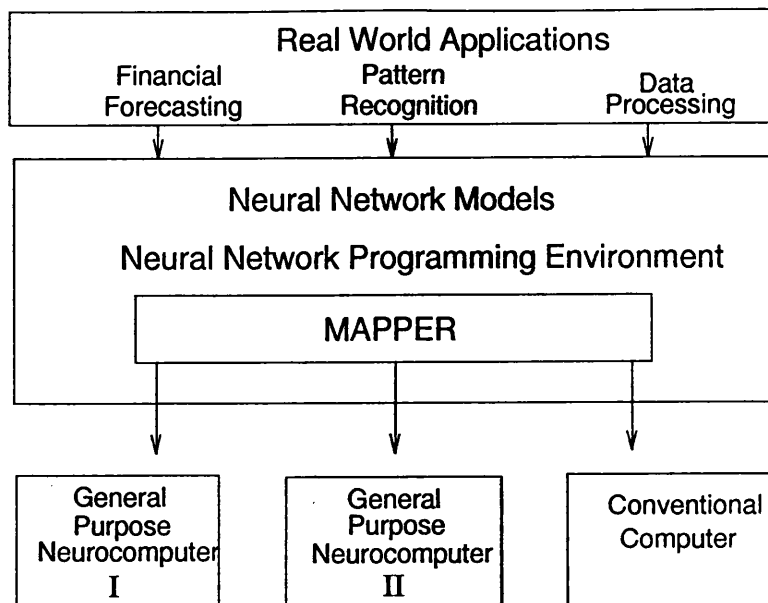 Real World Applications
Financial
Forecasting
Pattern
Recognition
Data
Processing
Neural Network Models
Neural Network Programming Environment
MAPPER
General
Purpose
Neurocomputer
I
General
Purpose
Neurocomputer
II
Conventional
Computer